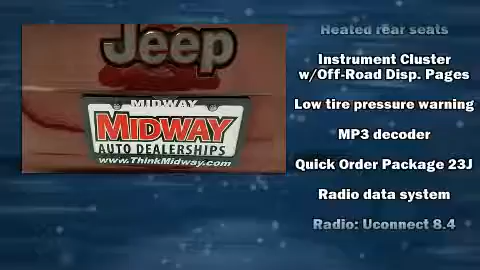 Jeep
MIDWAY
MIDWAY
AUTO DEALERSHIPS
www.ThinkMidway.com
Heated rear seats
Instrument Cluster
w/Off-Road Disp. Pages
Low tire pressure warning
MP3 decoder
Quick Order Package 23J
Radio data system
Radio: Uconnect 8.4